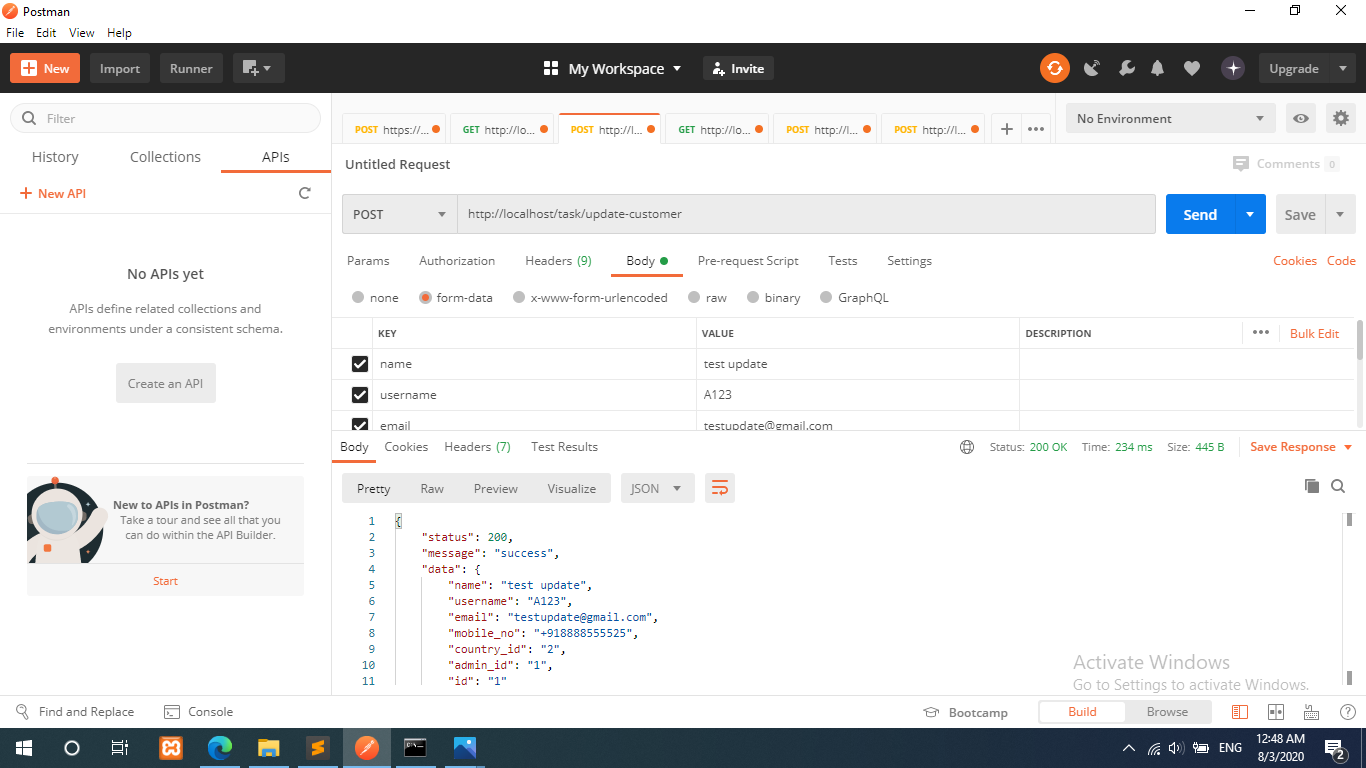 Postman
File Edit View Help
New Import Runner My Workspace Invite Upgrade
Filter
History Collections APIs
New API
No APIs yet
APIs define related collections and
environments under a consistent schema.
Create an API
New to APIs in Postman?
Take a tour and see all that you
can do within the API Builder.
Start
POST https://... GET http://lo... POST http://l... GET http://lo... POST http://l... POST http://l...
No Environment
Untitled Request
Comments 0
POST http://localhost/task/update-customer Send Save
Params Authorization Headers (9) Body Pre-request Script Tests Settings Cookies Code
none form-data x-www-form-urlencoded raw binary GraphQL
KEY VALUE DESCRIPTION Bulk Edit
name test update
username A123
email testupdate@gmail.com
Body Cookies Headers (7) Test Results Status: 200 OK Time: 234 ms Size: 445 B Save Response
Pretty Raw Preview Visualize JSON
1 {
2 "status": 200,
3 "message": "success",
4 "data": {
5 "name": "test update",
6 "username": "A123",
7 "email": "testupdate@gmail.com",
8 "mobile_no": "+918888555525",
9 "country_id": "2",
10 "admin_id": "1",
11 "id": "1"
Activate Windows
Go to Settings to activate Windows.
Find and Replace Console Bootcamp Build Browse
ENG
12:48 AM
8/3/2020
2